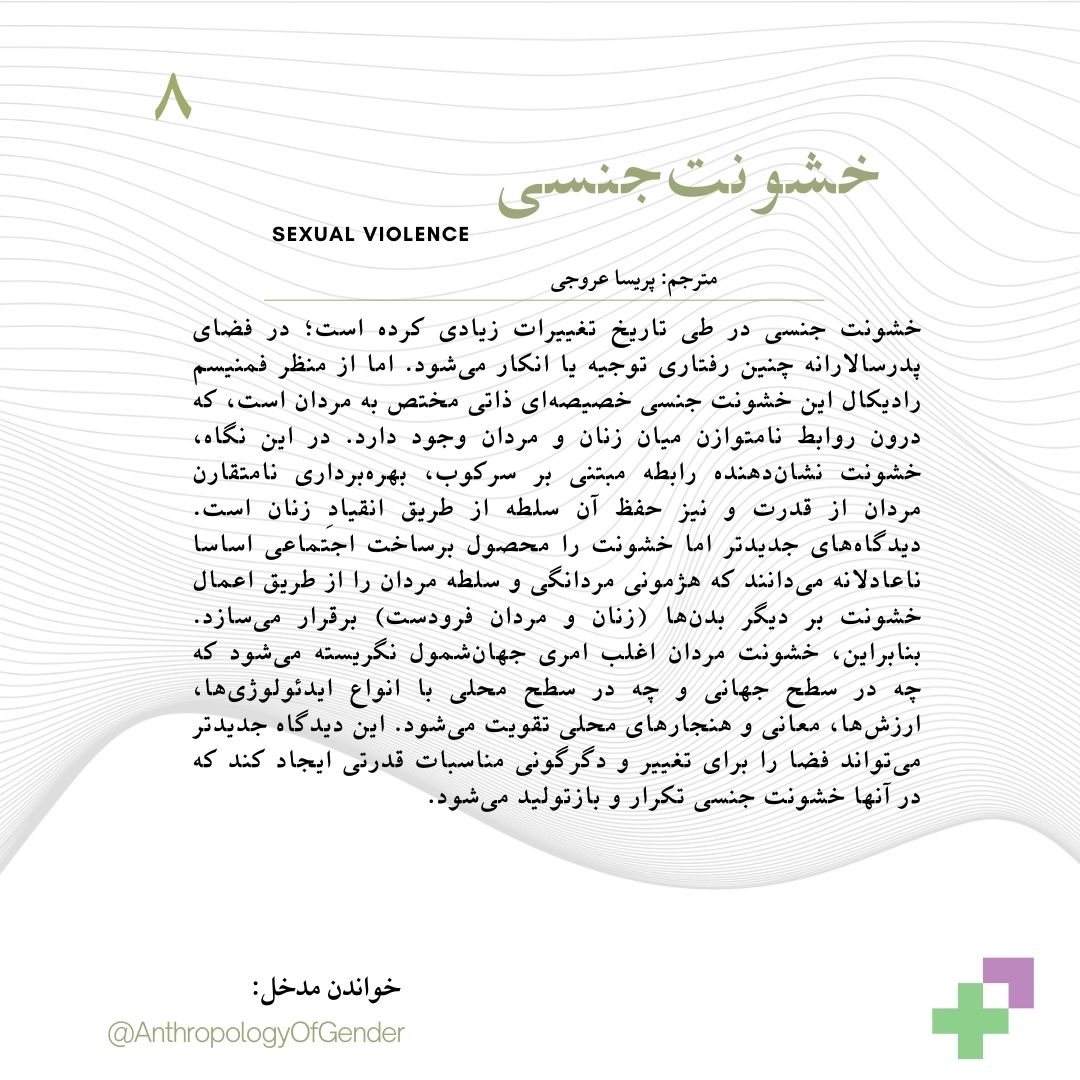 ۸
خشونت‌جنسی
SEXUAL VIOLENCE
مترجم: پریسا عروجی
خشونت جنسی در طی تاریخ تغییرات زیادی کرده است؛ در فضای
پدرسالارانه چنین رفتاری توجیه یا انکار می‌شود. اما از منظر فمنیسم
رادیکال این خشونت جنسی خصیصه‌ای ذاتی مختص به مردان است، که
درون روابط نامتوازن میان زنان و مردان وجود دارد. در این نگاه،
خشونت نشان‌دهنده رابطه مبتنی بر سرکوب، بهره‌برداری نامتقارن
مردان از قدرت و نیز حفظ آن سلطه از طریق انقیادِ زنان است.
دیدگاه‌های جدیدتر اما خشونت را محصول برساخت اجتماعی اساسا
ناعادلانه می‌دانند که هژمونی مردانگی و سلطه مردان را از طریق اعمال
خشونت بر دیگر بدن‌ها (زنان و مردان فرودست) برقرار می‌سازد.
بنابراین، خشونت مردان اغلب امری جهان‌شمول نگریسته می‌شود که
چه در سطح جهانی و چه در سطح محلی با انواع ایدئولوژی‌ها،
ارزش‌ها، معانی و هنجارهای محلی تقویت می‌شود. این دیدگاه جدیدتر
می‌تواند فضا را برای تغییر و دگرگونی مناسبات قدرتی ایجاد کند که
در آنها خشونت جنسی تکرار و بازتولید می‌شود.
خواندن مدخل:
@AnthropologyOfGender